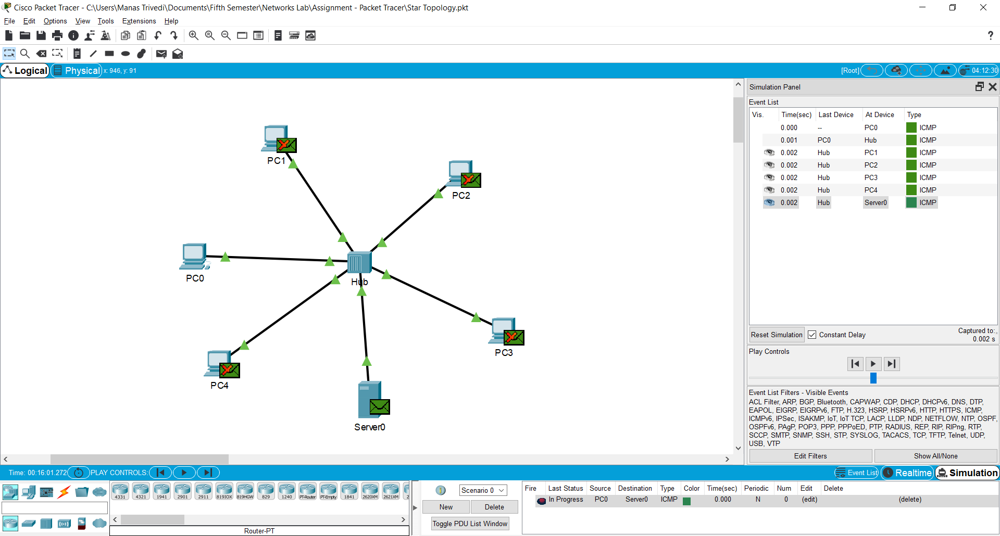 Cisco Packet Tracer - C:\Users\Manas Trivedi\Documents\Fifth Semester\Networks Lab\Assignment - Packet Tracer\Star Topology.pkt
File Edit Options View Tools Extensions Help
?
Logical Physical x: 946, y: 91 [Root] 04:12:30
Simulation Panel
Event List
Vis. Time(sec) Last Device At Device Type
0.000 -- PC0 ICMP
0.001 PC0 Hub ICMP
0.002 Hub PC1 ICMP
0.002 Hub PC2 ICMP
0.002 Hub PC3 ICMP
0.002 Hub PC4 ICMP
0.002 Hub Server0 ICMP
PC1
PC2
PC0
Hub
PC3
PC4
Server0
Reset Simulation Constant Delay Captured to:
0.002 s
Play Controls
Event List Filters - Visible Events
ACL Filter, ARP, BGP, Bluetooth, CAPWAP, CDP, DHCP, DHCPv6, DNS, DTP,
EAPOL, EIGRP, EIGRPv6, FTP, H.323, HSRP, HSRPv6, HTTP, HTTPS, ICMP,
ICMPv6, IPSec, ISAKMP, IoT, IoT TCP, LACP, LLDP, NDP, NETFLOW, NTP, OSPF,
OSPFv6, PAgP, POP3, PPP, PPPoED, PTP, RADIUS, REP, RIP, RIPng, RTP,
SCCP, SMTP, SNMP, SSH, STP, SYSLOG, TACACS, TCP, TFTP, Telnet, UDP,
USB, VTP
Edit Filters Show All/None
Time: 00:16:01.272 PLAY CONTROLS: Event List Realtime Simulation
4331 4321 1941 2901 2911 819IOX 819HGW 829 1240 PT-Router PT-Empty 1841 2620XM 2621XM 2
Router-PT
Scenario 0
New Delete
Toggle PDU List Window
Fire Last Status Source Destination Type Color Time(sec) Periodic Num Edit Delete
In Progress PC0 Server0 ICMP 0.000 N 0 (edit) (delete)